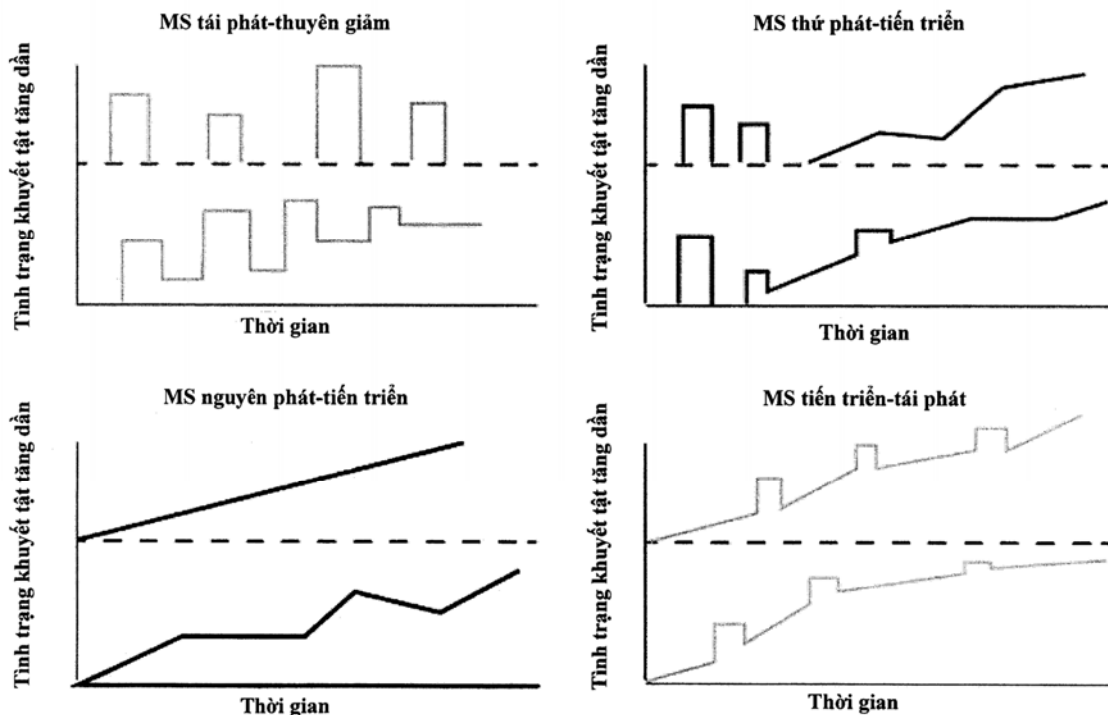 MS tái phát-thuyên giảm
Tình trạng khuyết tật tăng dần
Thời gian
MS thứ phát-tiến triển
Tình trạng khuyết tật tăng dần
Thời gian
MS nguyên phát-tiến triển
Tình trạng khuyết tật tăng dần
Thời gian
MS tiến triển-tái phát
Tình trạng khuyết tật tăng dần
Thời gian